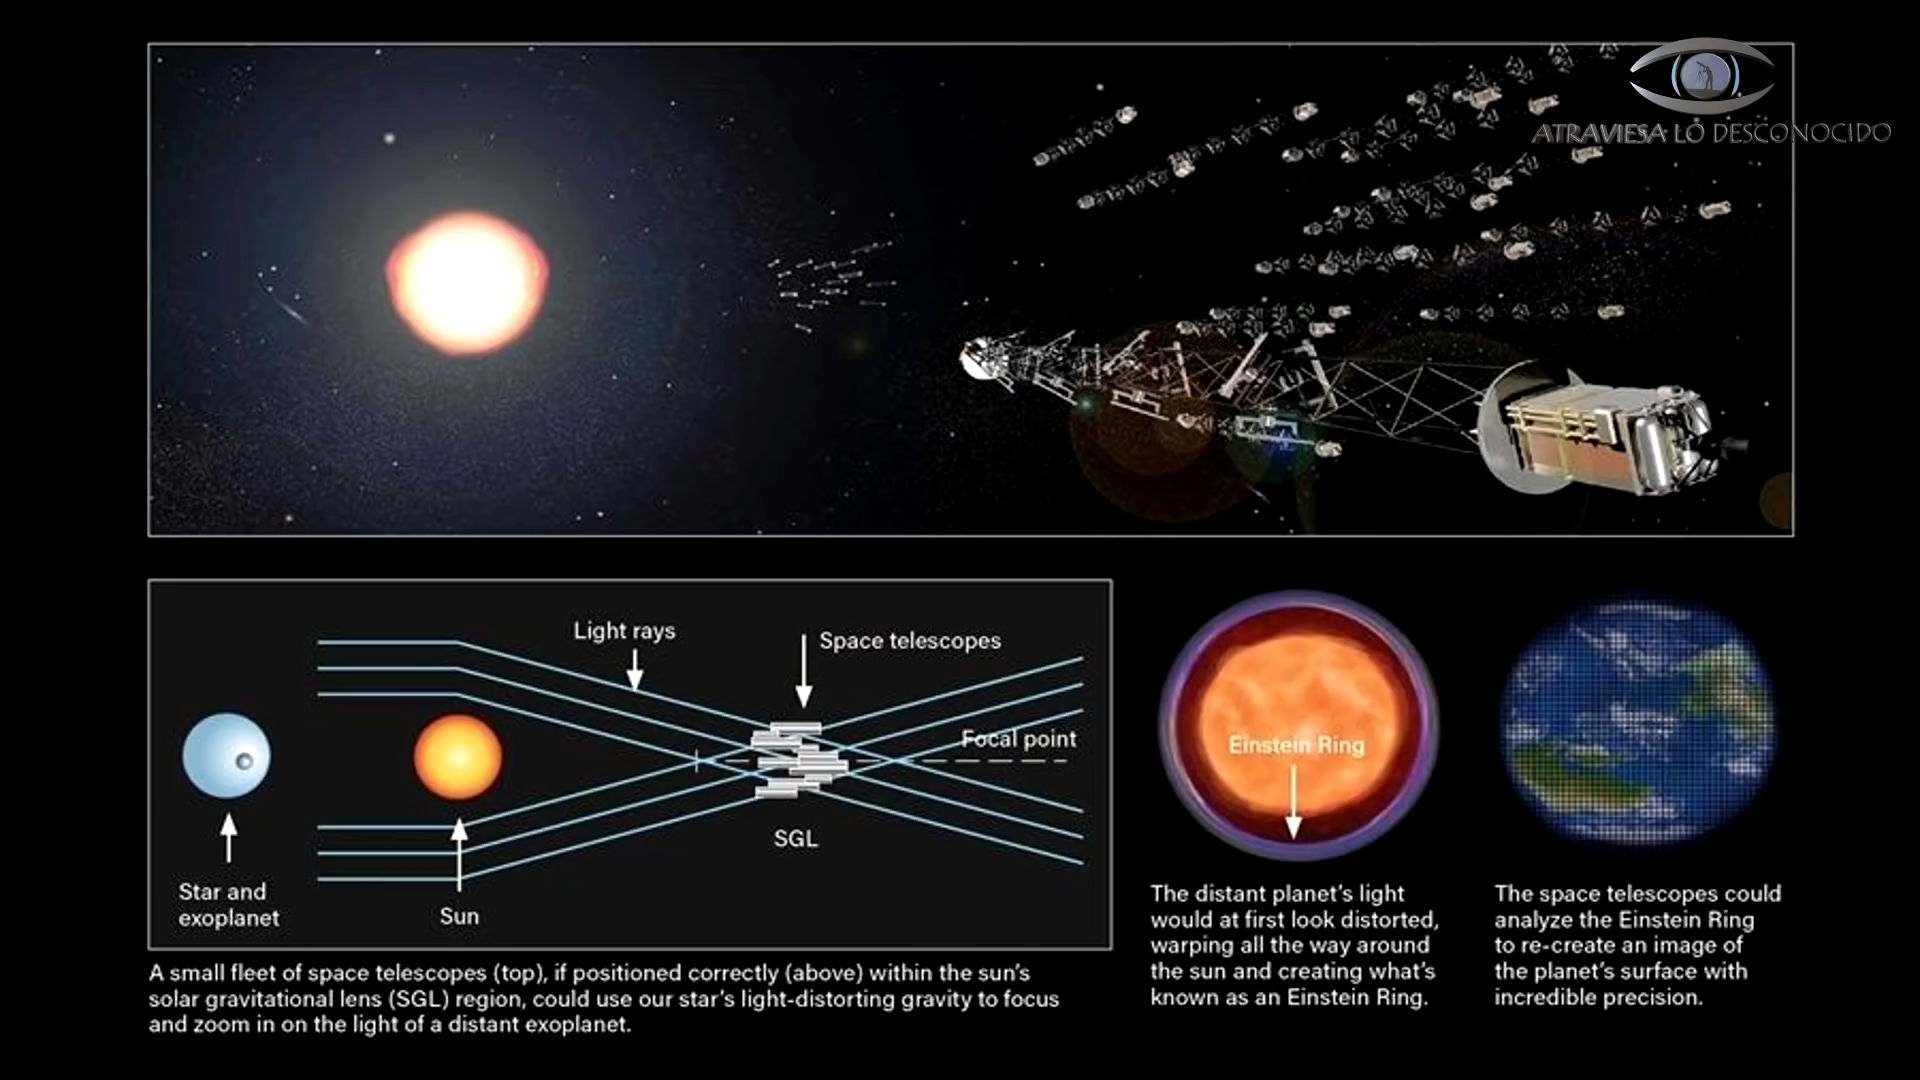 ATRAVIESA LO DESCONOCIDO
Light rays
Space telescopes
Focal point
SGL
Star and
exoplanet
Sun
A small fleet of space telescopes (top), if positioned correctly (above) within the sun's
solar gravitational lens (SGL) region, could use our star's light-distorting gravity to focus
and zoom in on the light of a distant exoplanet.
Einstein Ring
The distant planet's light
would at first look distorted,
warping all the way around
the sun and creating what's
known as an Einstein Ring.
The space telescopes could
analyze the Einstein Ring
to re-create an image of
the planet's surface with
incredible precision.